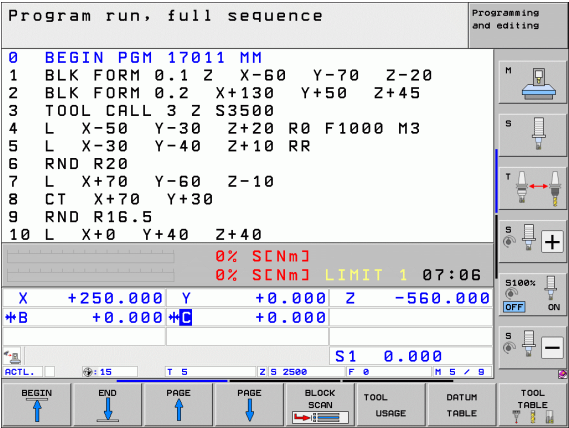 Program run, full sequence
Programming and editing
0 BEGIN PGM 17011 MM
1 BLK FORM 0.1 Z X-60 Y-70 Z-20
2 BLK FORM 0.2 X+130 Y+50 Z+45
3 TOOL CALL 3 Z S3500
4 L X-50 Y-30 Z+20 R0 F1000 M3
5 L X-30 Y-40 Z+10 RR
6 RND R20
7 L X+70 Y-60 Z-10
8 CT X+70 Y+30
9 RND R16.5
10 L X+0 Y+40 Z+40
0% S[Nm]
0% S[Nm] LIMIT 1 07:06
X +250.000 Y +0.000 Z -560.000
B +0.000 C +0.000
S1 0.000
ACTL. :15 T 5 Z S 2500 F 0 M 5 / 9
M
S
T
S
+
S100%
OFF ON
S
−
BEGIN
END
PAGE
PAGE
BLOCK SCAN
TOOL USAGE
DATUM TABLE
TOOL TABLE